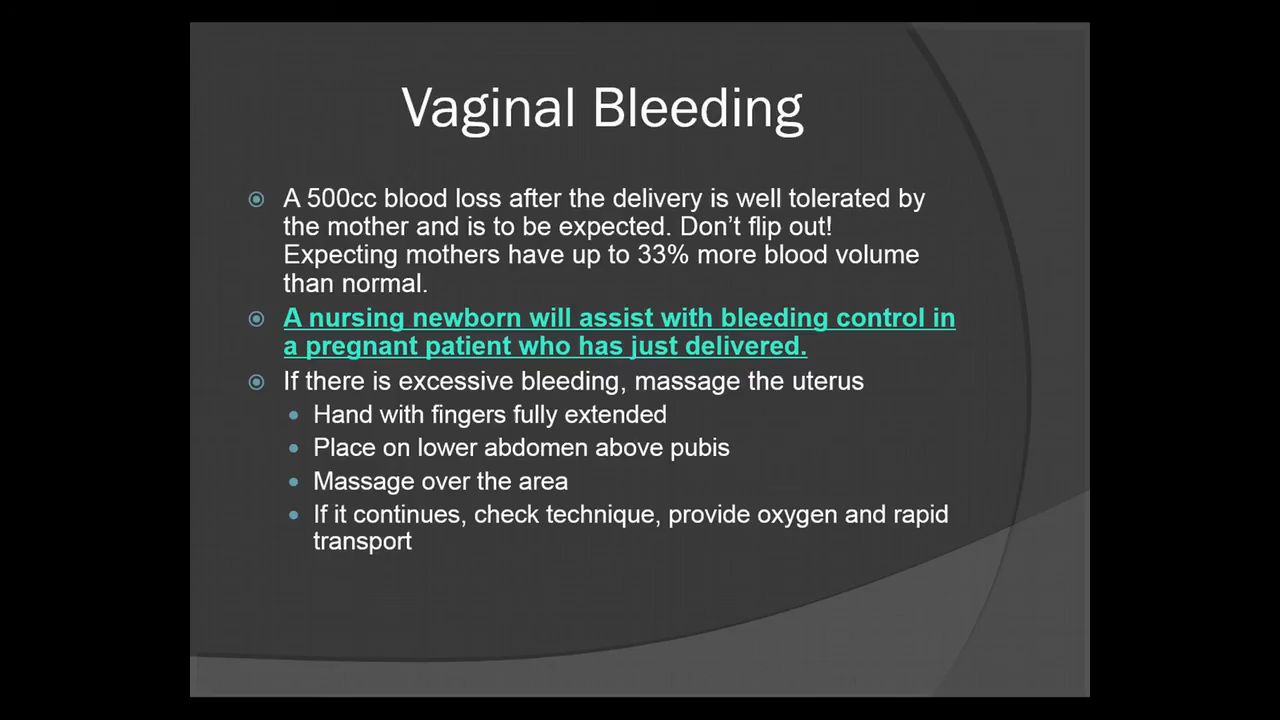 Vaginal Bleeding
A 500cc blood loss after the delivery is well tolerated by
the mother and is to be expected. Don’t flip out!
Expecting mothers have up to 33% more blood volume
than normal.
A nursing newborn will assist with bleeding control in
a pregnant patient who has just delivered.
If there is excessive bleeding, massage the uterus
Hand with fingers fully extended
Place on lower abdomen above pubis
Massage over the area
If it continues, check technique, provide oxygen and rapid
transport